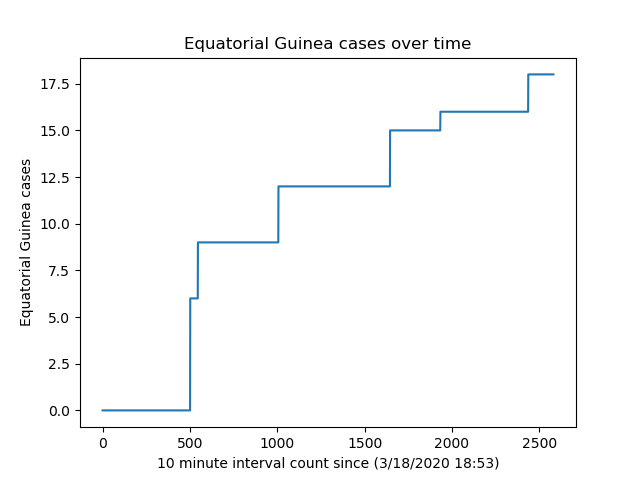 Equatorial Guinea cases over time
17.5
15.0
12.5
10.0
7.5
5.0
2.5
0.0
Equatorial Guinea cases
0 500 1000 1500 2000 2500
10 minute interval count since (3/18/2020 18:53)